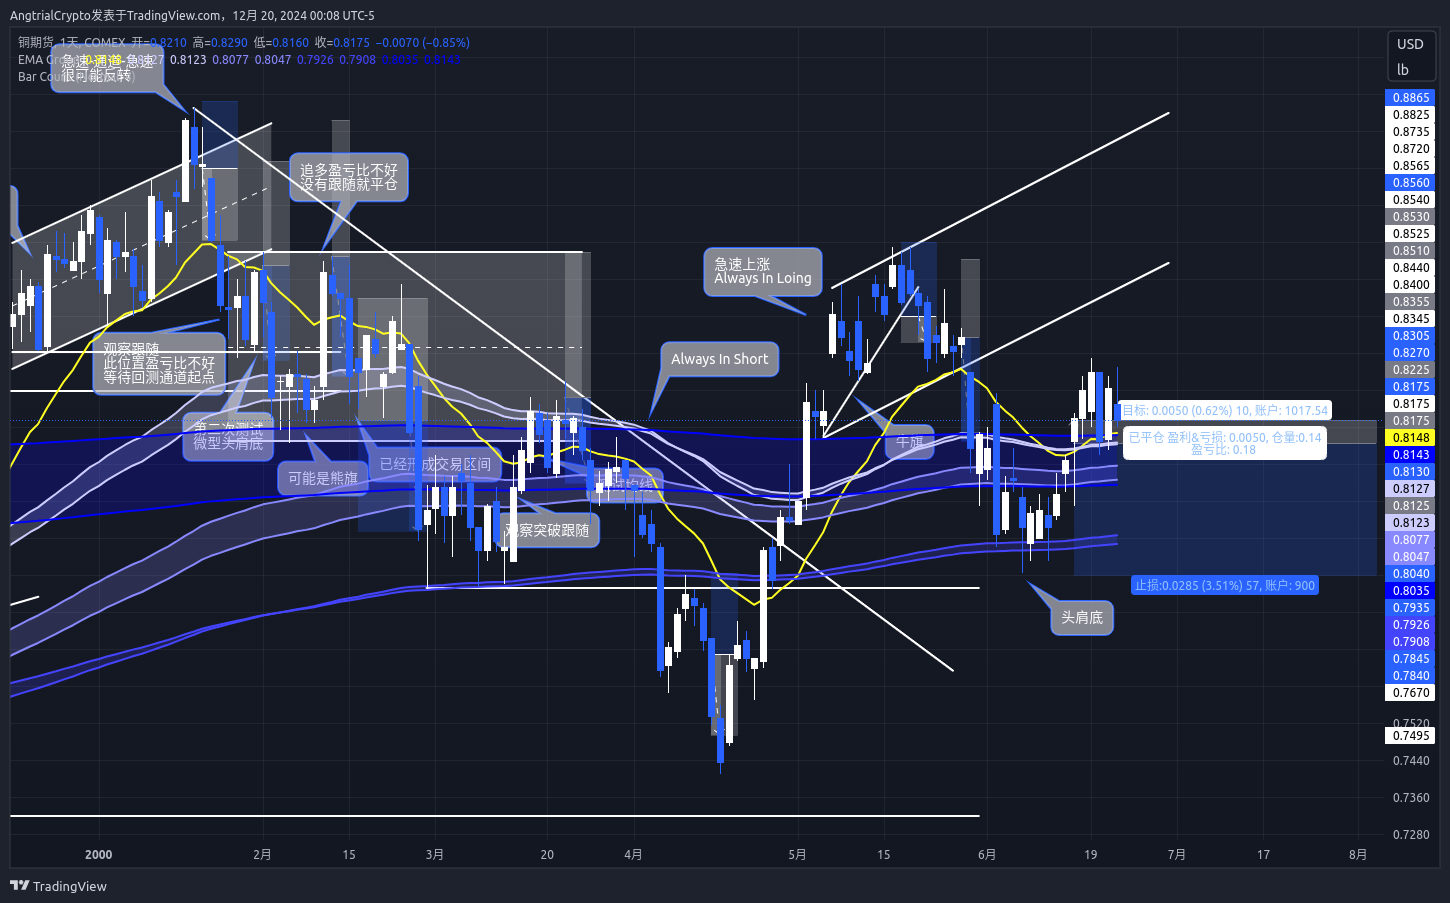 AngtrialCrypto发表于TradingView.com，12月 20, 2024 00:08 UTC-5
铜期货, 1天, COMEX 开=0.8210 高=0.8290 低=0.8160 收=0.8175 −0.0070 (−0.85%)
EMA 0.8123 0.8077 0.8047 0.7926 0.7908 0.8035 0.8143
Bar Count
急速-通道-急速
很可能反转
追多盈亏比不好
没有跟随就平仓
急速上涨
Always In Loing
观察跟随
此位置盈亏比不好
等待回测通道起点
Always In Short
第二次测试
微型头肩底
可能是熊旗
已经形成交易区间
牛旗
观察突破跟随
头肩底
目标: 0.0050 (0.62%) 10, 账户: 1017.54
已平仓 盈利&亏损: 0.0050, 仓量:0.14
盈亏比: 0.18
止损:0.0285 (3.51%) 57, 账户: 900
USD
lb
0.8865
0.8825
0.8735
0.8720
0.8565
0.8560
0.8540
0.8530
0.8525
0.8510
0.8440
0.8400
0.8355
0.8345
0.8305
0.8270
0.8225
0.8175
0.8175
0.8175
0.8148
0.8143
0.8130
0.8127
0.8125
0.8123
0.8077
0.8047
0.8040
0.8035
0.7935
0.7926
0.7908
0.7845
0.7840
0.7670
0.7520
0.7495
0.7440
0.7360
0.7280
2000 2月 15 3月 20 4月 5月 15 6月 19 7月 17 8月
TradingView